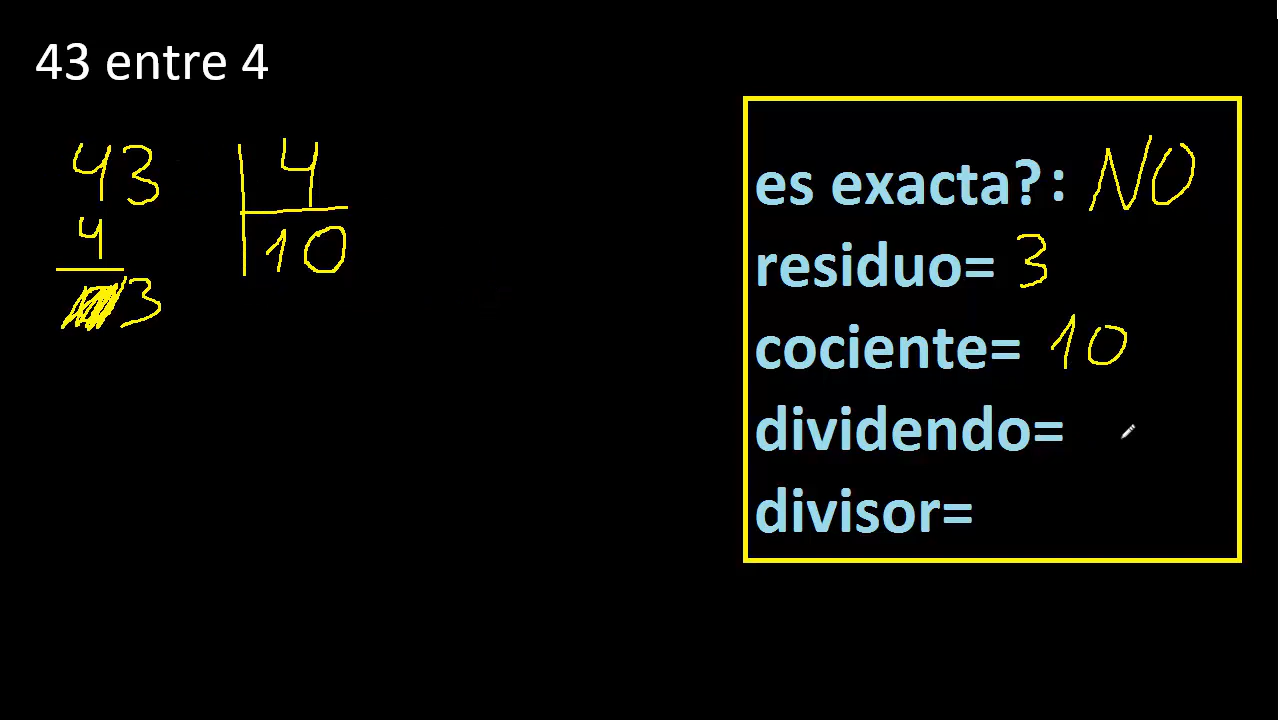 43 entre 4
43 4
4 10
3
es exacta?: NO
residuo= 3
cociente= 10
dividendo=
divisor=